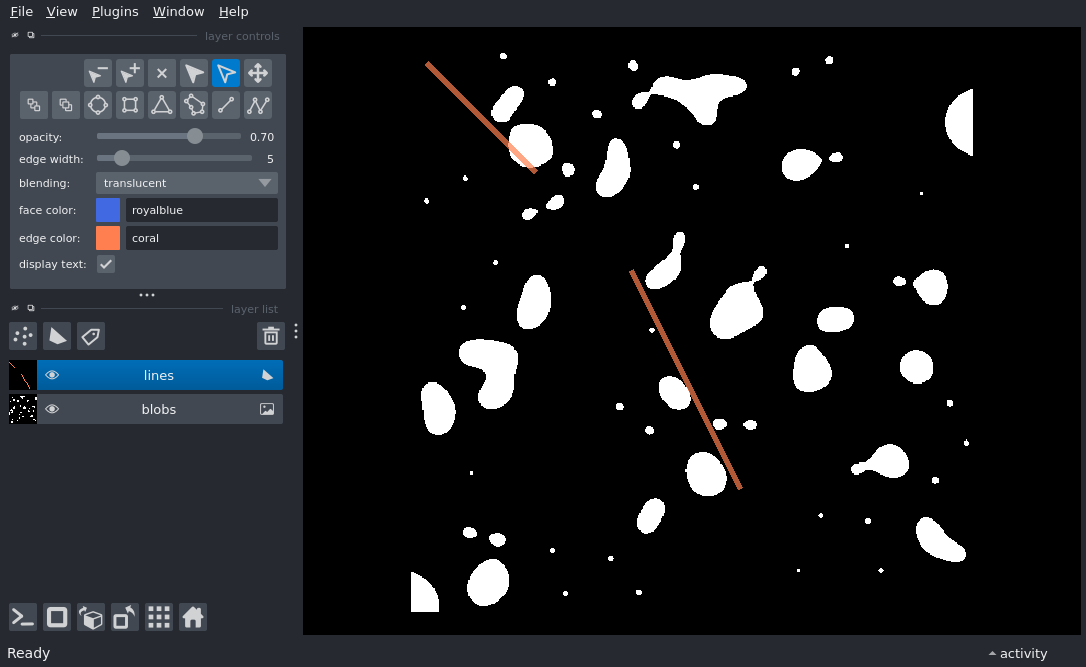 File View Plugins Window Help
layer controls
opacity: 0.70
edge width: 5
blending: translucent
face color: royalblue
edge color: coral
display text:
layer list
lines
blobs
Ready
activity